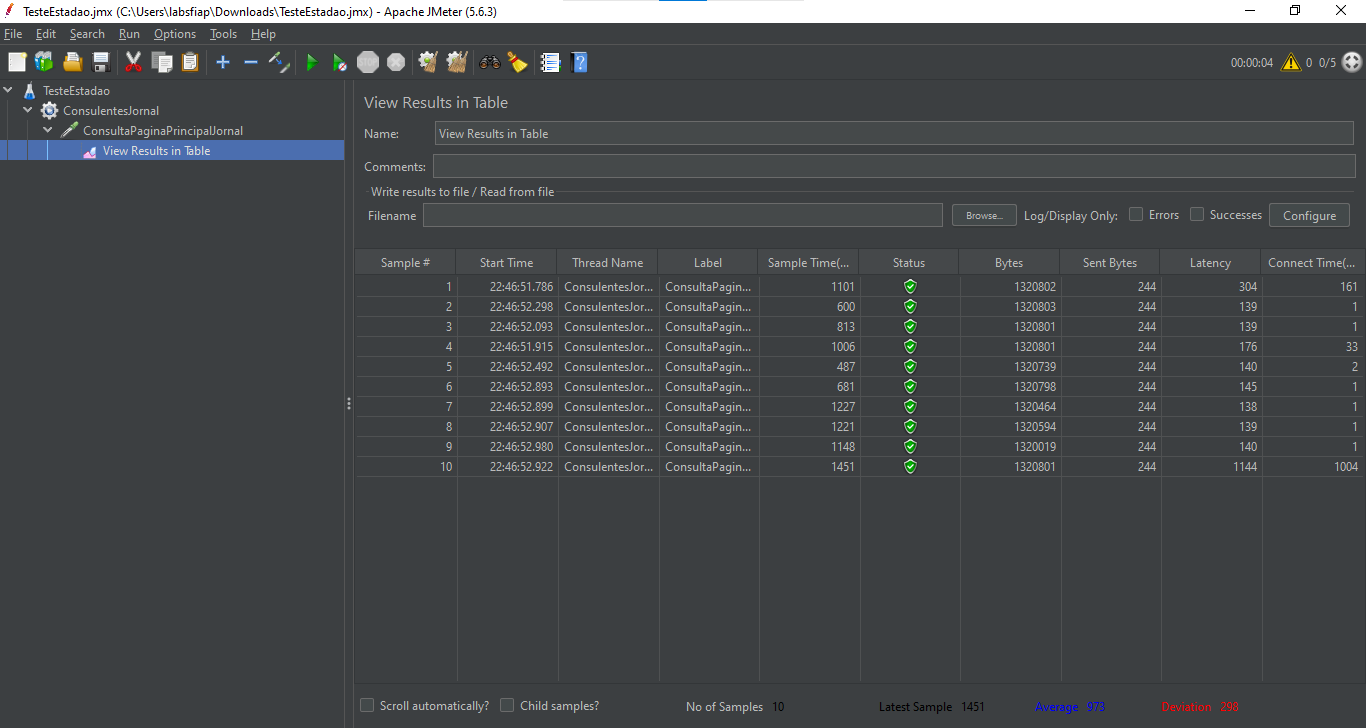 TesteEstadao.jmx (C:\Users\labsfiap\Downloads\TesteEstadao.jmx) - Apache JMeter (5.6.3)
File Edit Search Run Options Tools Help
STOP 00:00:04 0 0/5
TesteEstadao
ConsulentesJornal
ConsultaPaginaPrincipalJornal
View Results in Table
View Results in Table
Name: View Results in Table
Comments:
Write results to file / Read from file
Filename Browse... Log/Display Only: Errors Successes Configure
Sample # Start Time Thread Name Label Sample Time(... Status Bytes Sent Bytes Latency Connect Time(...
1 22:46:51.786 ConsulentesJor... ConsultaPagin... 1101 1320802 244 304 161
2 22:46:52.298 ConsulentesJor... ConsultaPagin... 600 1320803 244 139 1
3 22:46:52.093 ConsulentesJor... ConsultaPagin... 813 1320801 244 139 1
4 22:46:51.915 ConsulentesJor... ConsultaPagin... 1006 1320801 244 176 33
5 22:46:52.492 ConsulentesJor... ConsultaPagin... 487 1320739 244 140 2
6 22:46:52.893 ConsulentesJor... ConsultaPagin... 681 1320798 244 145 1
7 22:46:52.899 ConsulentesJor... ConsultaPagin... 1227 1320464 244 138 1
8 22:46:52.907 ConsulentesJor... ConsultaPagin... 1221 1320594 244 139 1
9 22:46:52.980 ConsulentesJor... ConsultaPagin... 1148 1320019 244 140 1
10 22:46:52.922 ConsulentesJor... ConsultaPagin... 1451 1320801 244 1144 1004
Scroll automatically? Child samples? No of Samples 10 Latest Sample 1451 Average 973 Deviation 298